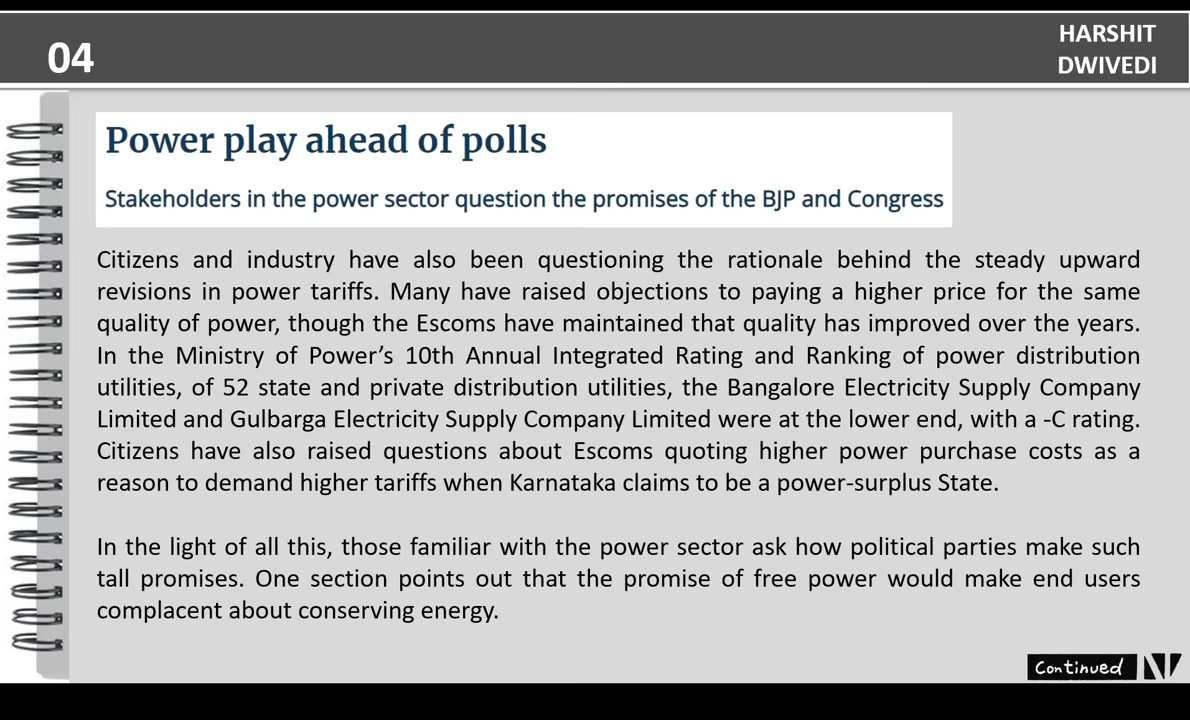 04
HARSHIT
DWIVEDI
Power play ahead of polls
Stakeholders in the power sector question the promises of the BJP and Congress
Citizens and industry have also been questioning the rationale behind the steady upward
revisions in power tariffs. Many have raised objections to paying a higher price for the same
quality of power, though the Escoms have maintained that quality has improved over the years.
In the Ministry of Power’s 10th Annual Integrated Rating and Ranking of power distribution
utilities, of 52 state and private distribution utilities, the Bangalore Electricity Supply Company
Limited and Gulbarga Electricity Supply Company Limited were at the lower end, with a -C rating.
Citizens have also raised questions about Escoms quoting higher power purchase costs as a
reason to demand higher tariffs when Karnataka claims to be a power-surplus State.
In the light of all this, those familiar with the power sector ask how political parties make such
tall promises. One section points out that the promise of free power would make end users
complacent about conserving energy.
Continued